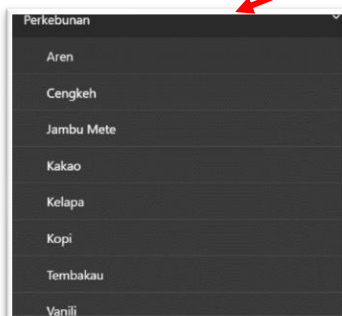 Perkebunan
Aren
Cengkeh
Jambu Mete
Kakao
Kelapa
Kopi
Tembakau
Vanili